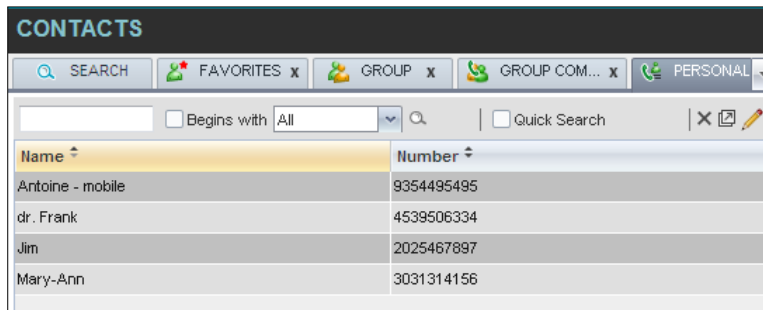 CONTACTS
SEARCH FAVORITES x GROUP x GROUP COM... x PERSONAL
Begins with All Quick Search
Name Number
Antoine - mobile 9354495495
dr. Frank 4539506334
Jim 2025467897
Mary-Ann 3031314156